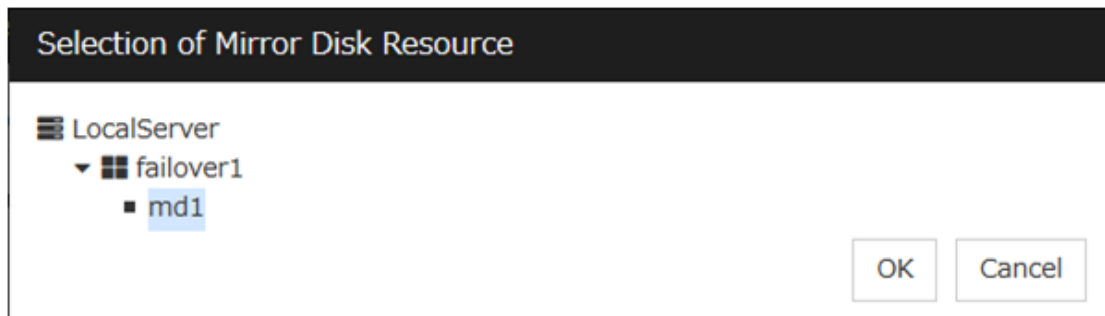 Selection of Mirror Disk Resource
LocalServer
failover1
md1
OK Cancel